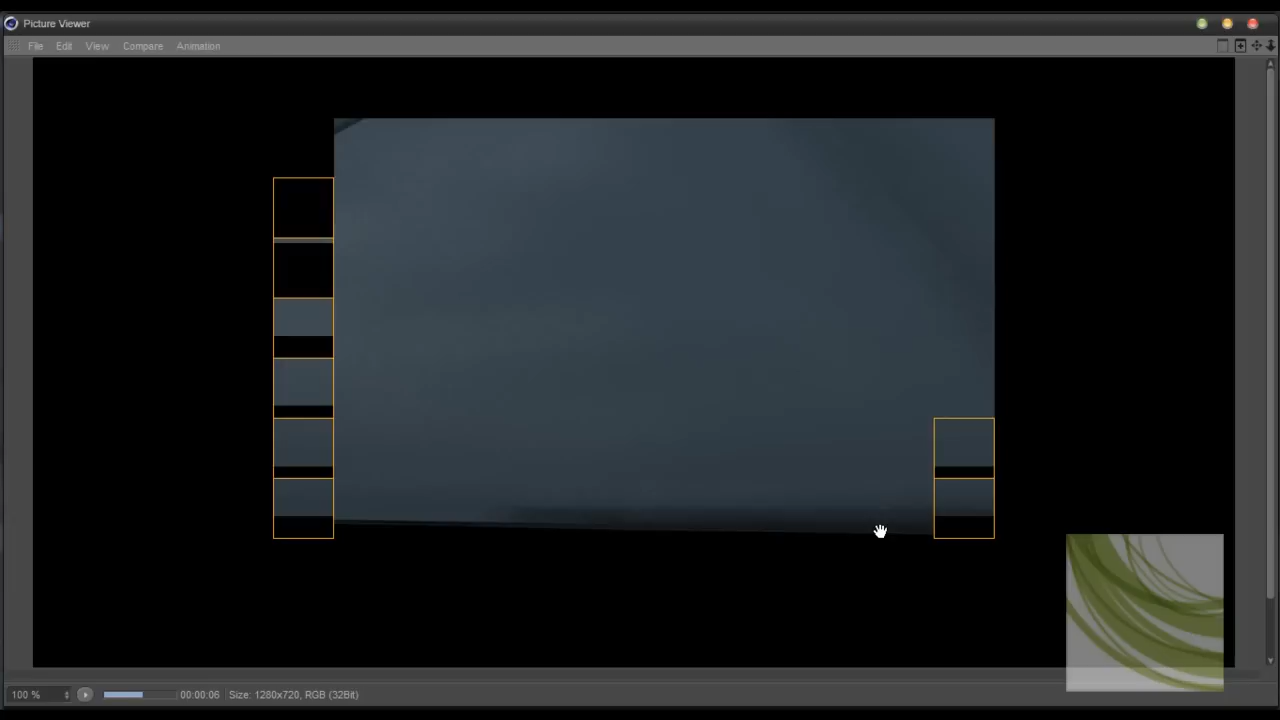 Picture Viewer
File Edit View Compare Animation
100 % 00:00:06 Size: 1280x720, RGB (32Bit)